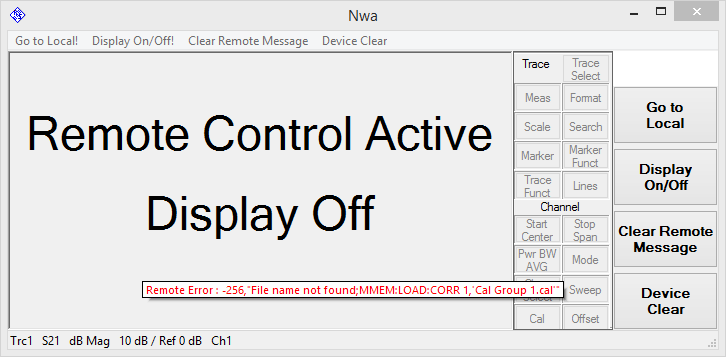 Nwa
Go to Local! Display On/Off! Clear Remote Message Device Clear
Remote Control Active
Display Off
Remote Error : -256,"File name not found;MMEM:LOAD:CORR 1,'Cal Group 1.cal'"
Trace
Trace Select
Meas
Format
Scale
Search
Marker
Marker Funct
Trace Funct
Lines
Channel
Start Center
Stop Span
Pwr BW AVG
Mode
Select
Sweep
Cal
Offset
Go to
Local
Display
On/Off
Clear Remote
Message
Device
Clear
Trc1 S21 dB Mag 10 dB / Ref 0 dB Ch1